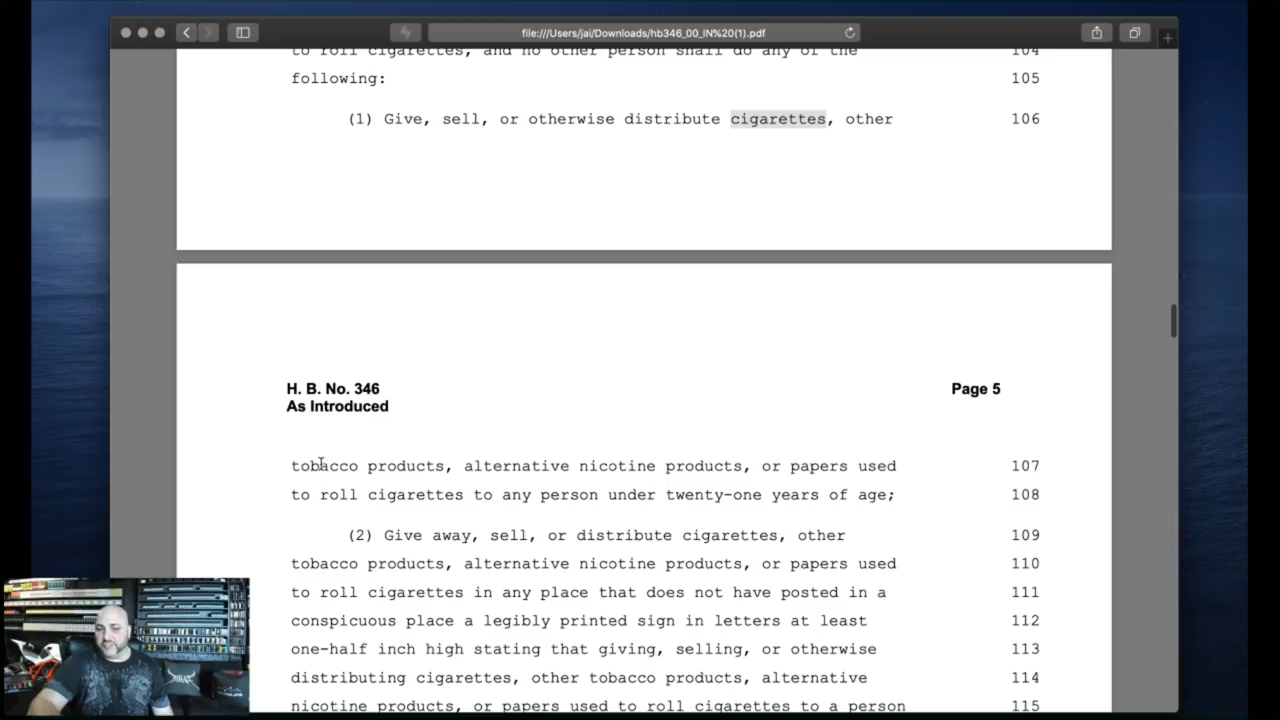 file:///Users/jai/Downloads/hb346_00_IN%20(1).pdf
to roll cigarettes, and no other person shall do any of the 104
following: 105
(1) Give, sell, or otherwise distribute cigarettes, other 106
H. B. No. 346 Page 5
As Introduced
tobacco products, alternative nicotine products, or papers used 107
to roll cigarettes to any person under twenty-one years of age; 108
(2) Give away, sell, or distribute cigarettes, other 109
tobacco products, alternative nicotine products, or papers used 110
to roll cigarettes in any place that does not have posted in a 111
conspicuous place a legibly printed sign in letters at least 112
one-half inch high stating that giving, selling, or otherwise 113
distributing cigarettes, other tobacco products, alternative 114
nicotine products, or papers used to roll cigarettes to a person 115